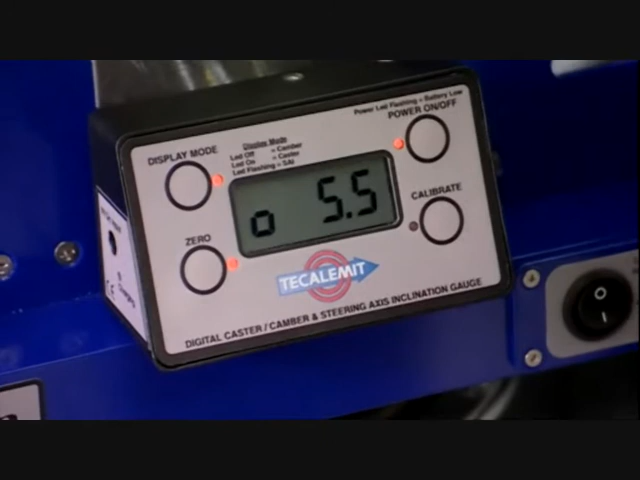 Power Led Flashing = Battery Low
POWER ON/OFF
Display Mode
Led Off = Camber
Led On = Caster
Led Flashing = SAI
DISPLAY MODE
CALIBRATE
ZERO
o 5.5
TECALEMIT
DIGITAL CASTER / CAMBER & STEERING AXIS INCLINATION GAUGE